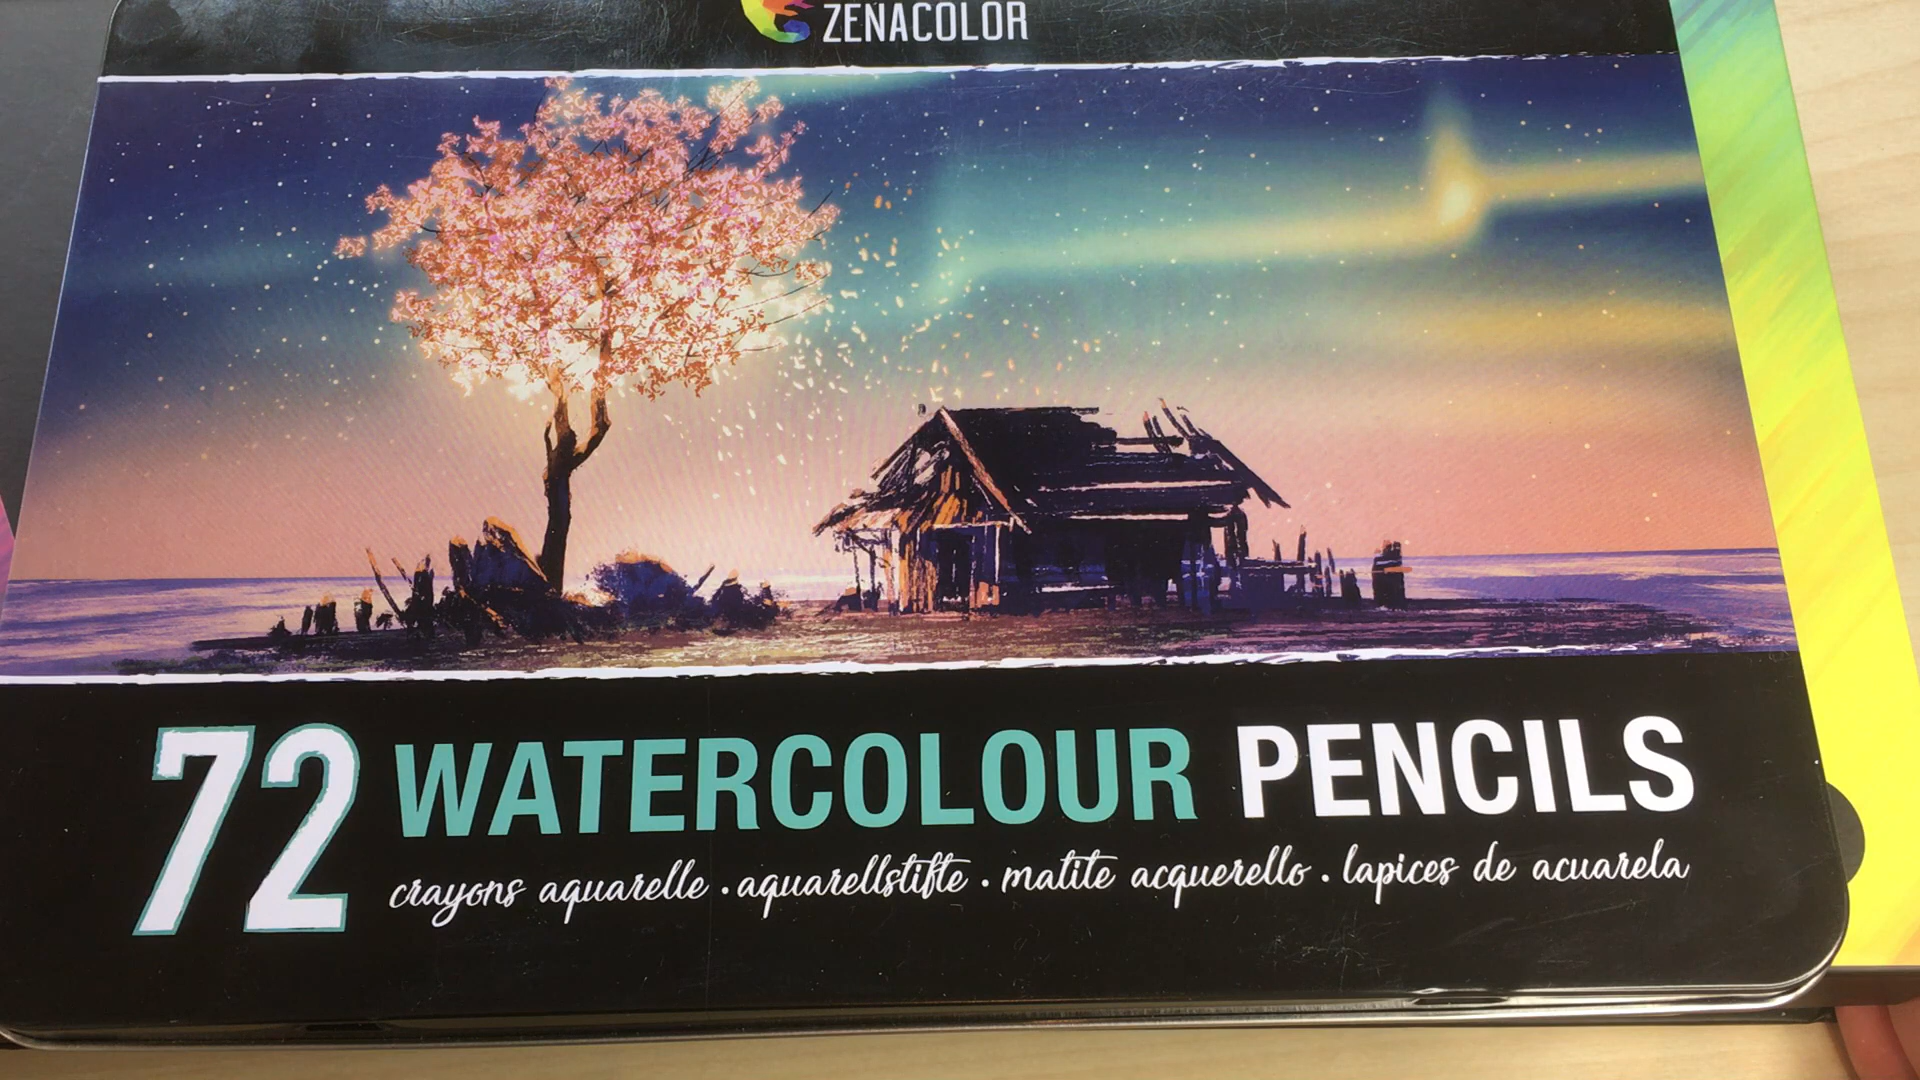 ZENACOLOR
72 WATERCOLOUR PENCILS
crayons aquarelle . aquarellstifte . matite acquerello . lapices de acuarela